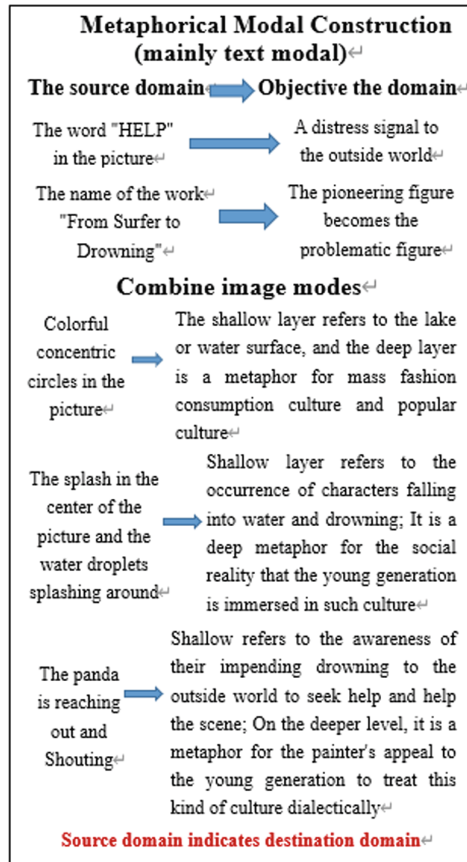 Metaphorical Modal Construction
(mainly text modal)↵
The source domain↵ Objective the domain↵
The word "HELP"
in the picture↵
A distress signal to
the outside world↵
The name of the work↵
"From Surfer to
Drowning"↵
The pioneering figure
becomes the
problematic figure↵
Combine image modes↵
Colorful
concentric
circles in the
picture↵
The shallow layer refers to the lake
or water surface, and the deep layer
is a metaphor for mass fashion
consumption culture and popular
culture↵
The splash in the
center of the
picture and the
water droplets
splashing around↵
Shallow layer refers to the
occurrence of characters falling
into water and drowning; It is a
deep metaphor for the social
reality that the young generation
is immersed in such culture↵
The panda
is reaching
out and
Shouting↵
Shallow refers to the awareness of
their impending drowning to the
outside world to seek help and help
the scene; On the deeper level, it is a
metaphor for the painter's appeal to
the young generation to treat this
kind of culture dialectically↵
Source domain indicates destination domain↵